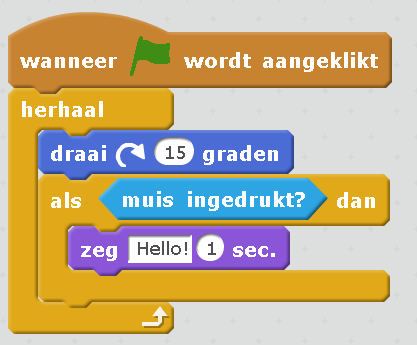 wanneer wordt aangeklikt
herhaal
draai 15 graden
als muis ingedrukt? dan
zeg Hello! 1 sec.